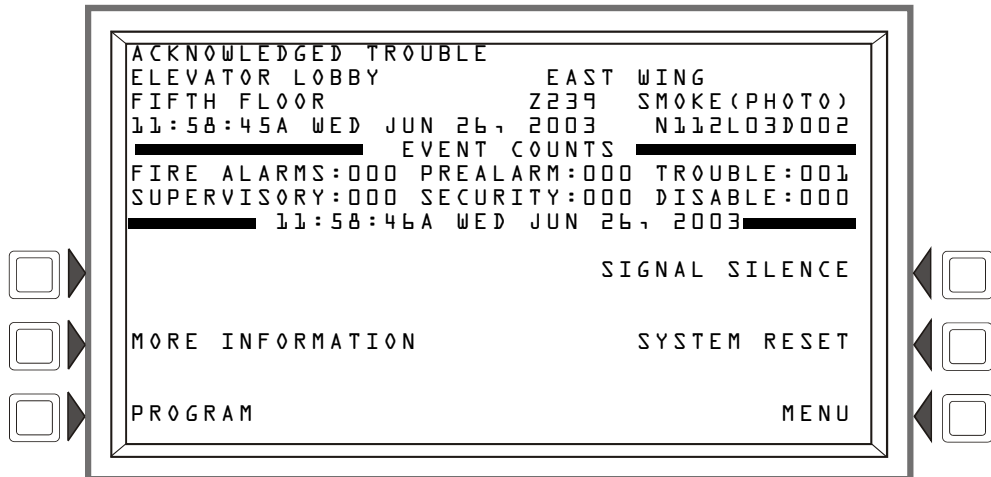 ACKNOWLEDGED TROUBLE
ELEVATOR LOBBY EAST WING
FIFTH FLOOR Z239 SMOKE(PHOTO)
11:58:45A WED JUN 26, 2003 N112L03D002
EVENT COUNTS
FIRE ALARMS:000 PREALARM:000 TROUBLE:001
SUPERVISORY:000 SECURITY:000 DISABLE:000
11:58:46A WED JUN 26, 2003
SIGNAL SILENCE
MORE INFORMATION SYSTEM RESET
PROGRAM MENU